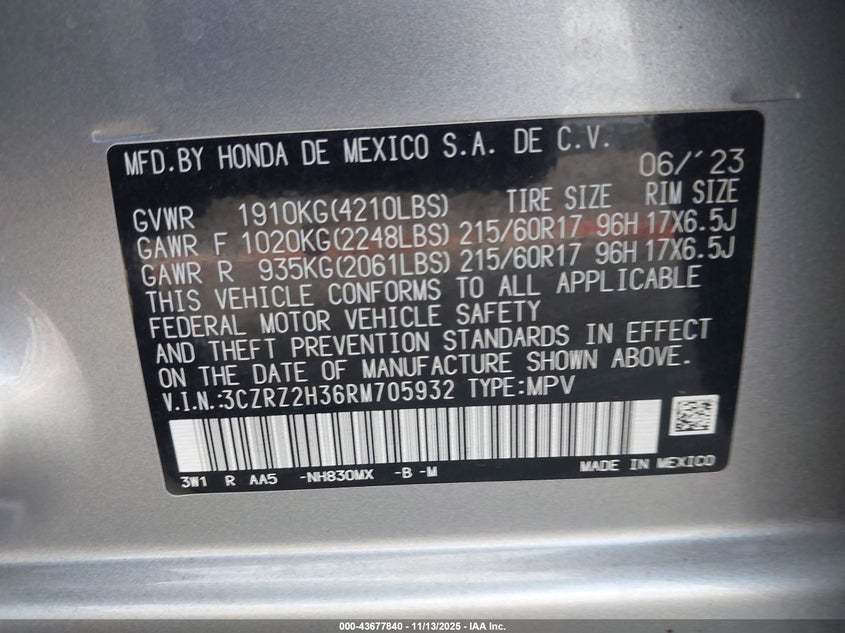 MFD.BY HONDA DE MEXICO S.A. DE C.V. 06/'23
GVWR 1910KG(4210LBS) TIRE SIZE RIM SIZE
GAWR F 1020KG(2248LBS) 215/60R17 96H 17X6.5J
GAWR R 935KG(2061LBS) 215/60R17 96H 17X6.5J
THIS VEHICLE CONFORMS TO ALL APPLICABLE
FEDERAL MOTOR VEHICLE SAFETY
AND THEFT PREVENTION STANDARDS IN EFFECT
ON THE DATE OF MANUFACTURE SHOWN ABOVE.
V.I.N.:3CZRZ2H36RM705932 TYPE:MPV
3W1 R AA5 -NH830MX -B -M MADE IN MEXICO
000-43677840 - 11/13/2025 - IAA Inc.